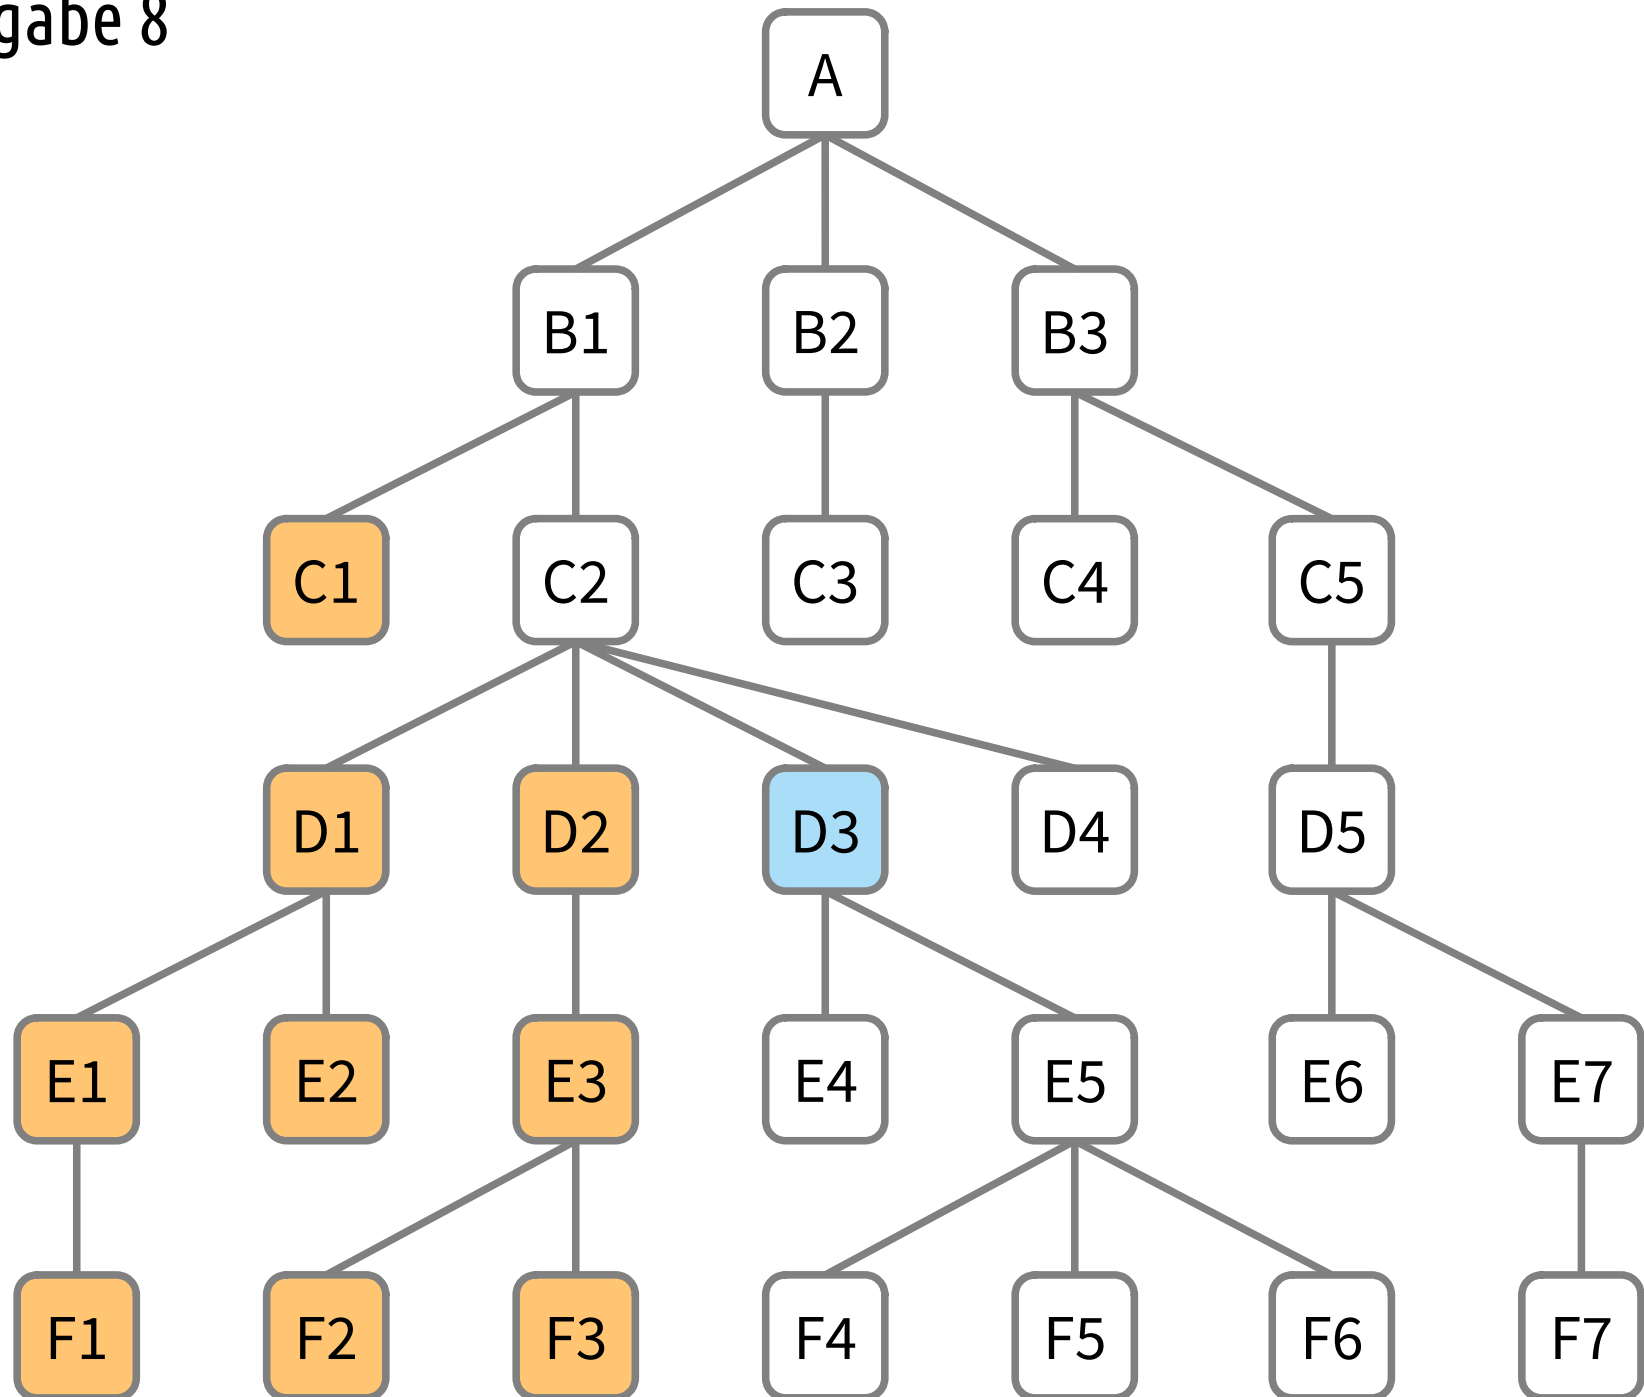 gabe 8
A
B1 B2 B3
C1 C2 C3 C4 C5
D1 D2 D3 D4 D5
E1 E2 E3 E4 E5 E6 E7
F1 F2 F3 F4 F5 F6 F7